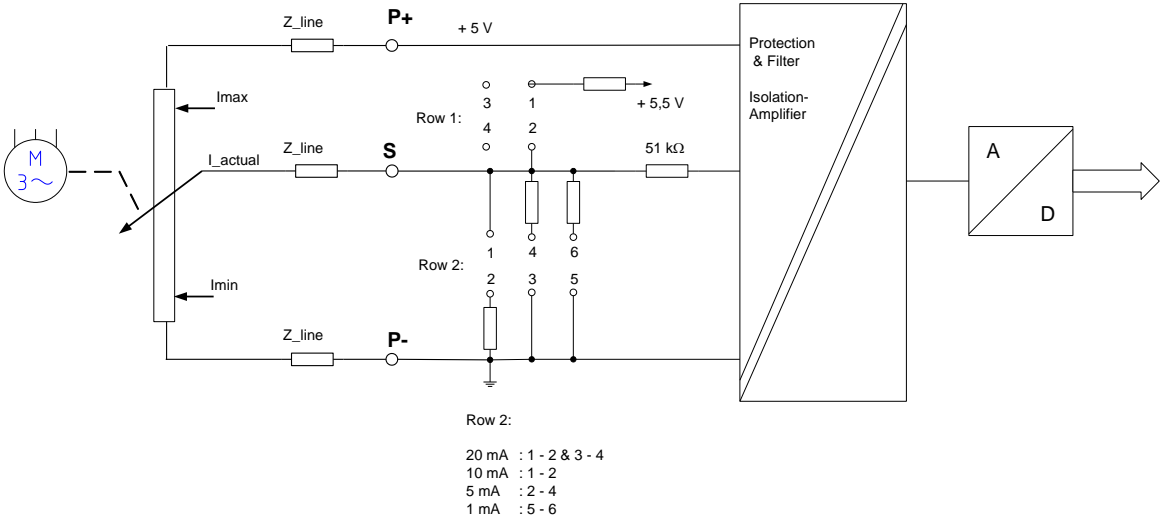 Z_line
P+
+ 5 V
Protection
& Filter
Isolation-
Amplifier
Imax
3
1
+ 5,5 V
Row 1:
4
2
M
3~
I_actual
Z_line
S
51 kΩ
A
D
Row 2:
1
4
6
2
3
5
Imin
Z_line
P-
Row 2:
20 mA : 1 - 2 & 3 - 4
10 mA : 1 - 2
5 mA : 2 - 4
1 mA : 5 - 6